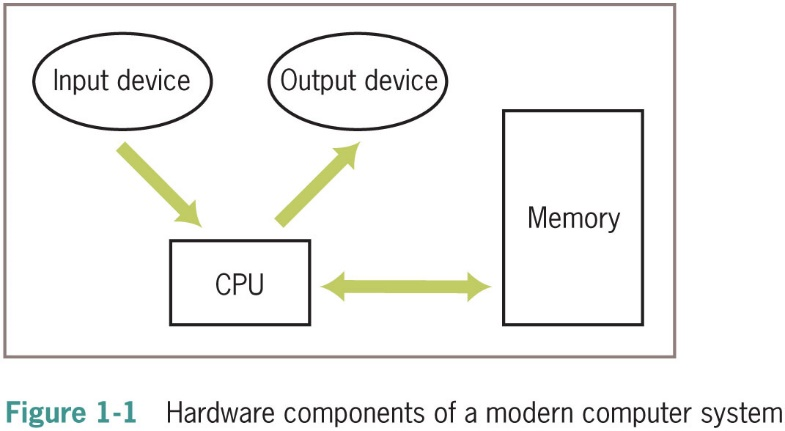 Input device
Output device
Memory
CPU
Figure 1-1 Hardware components of a modern computer system